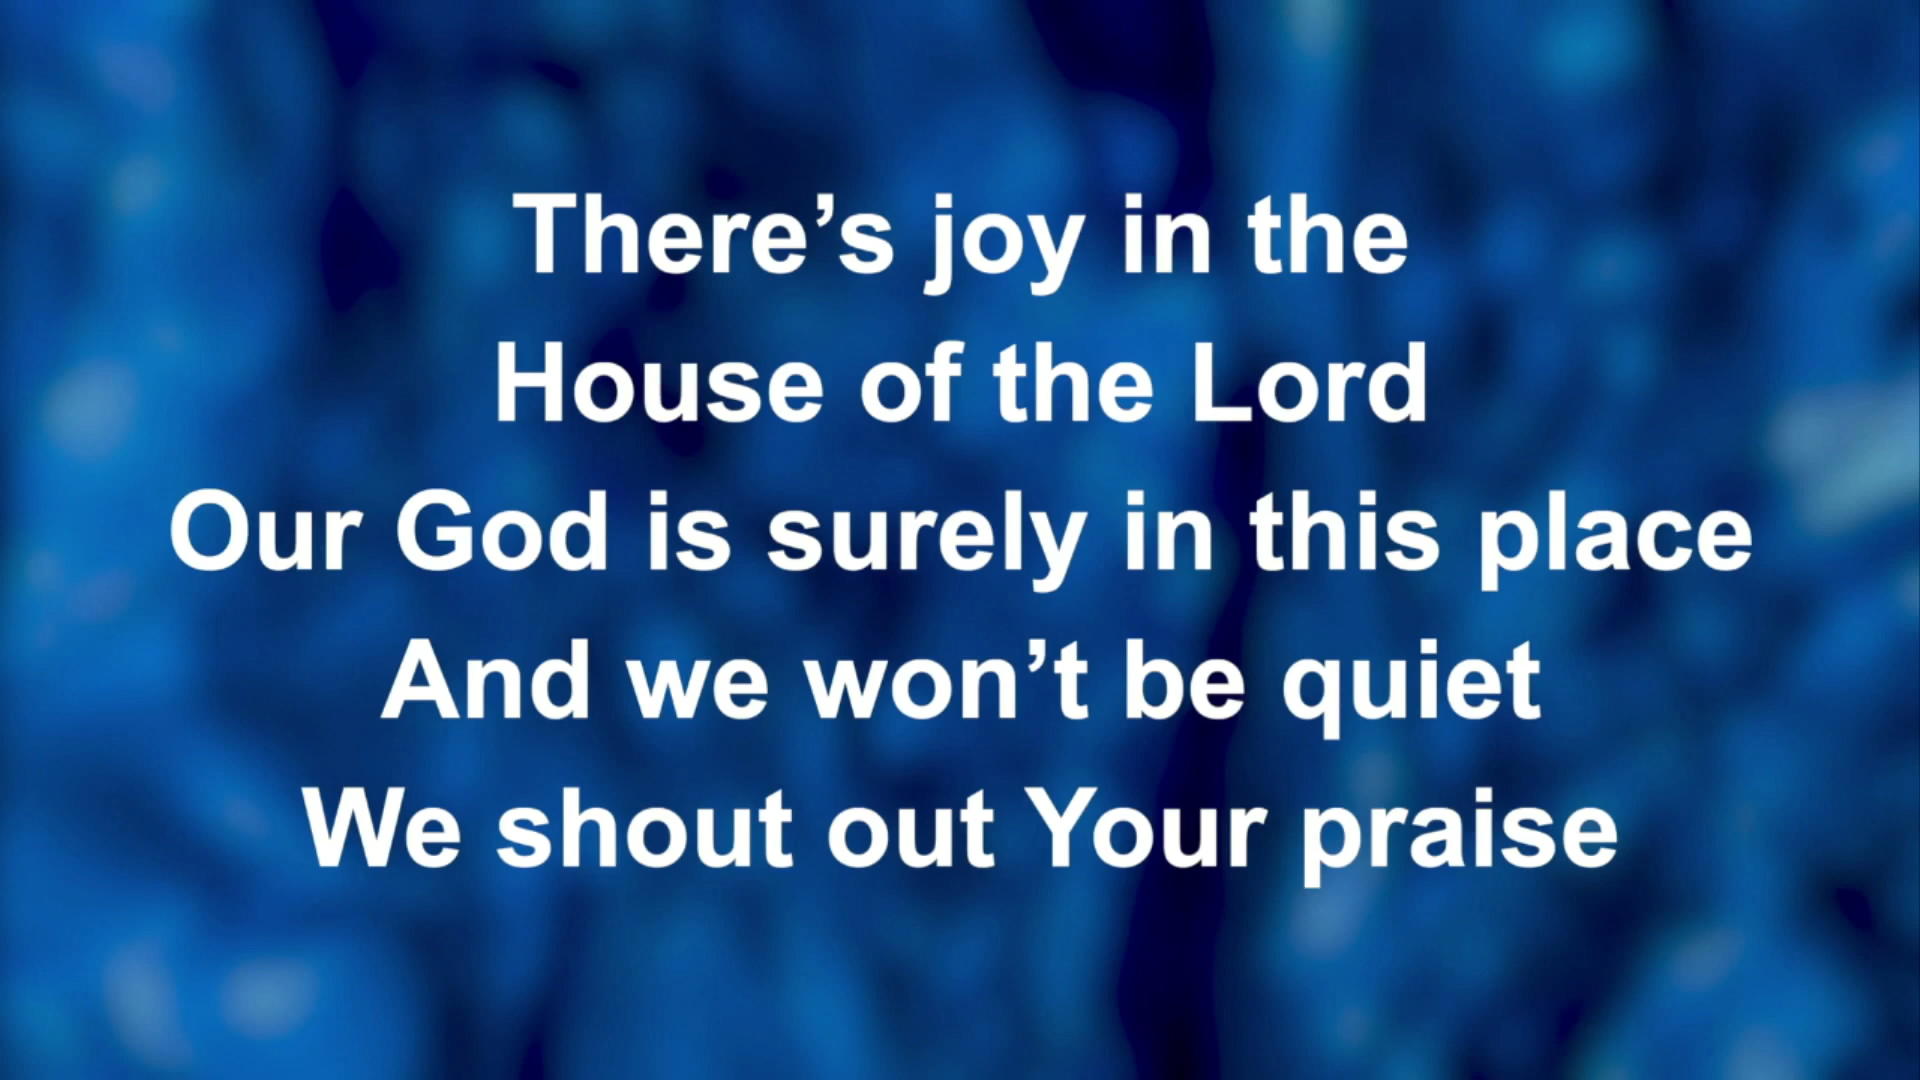 There’s joy in the
House of the Lord
Our God is surely in this place
And we won’t be quiet
We shout out Your praise